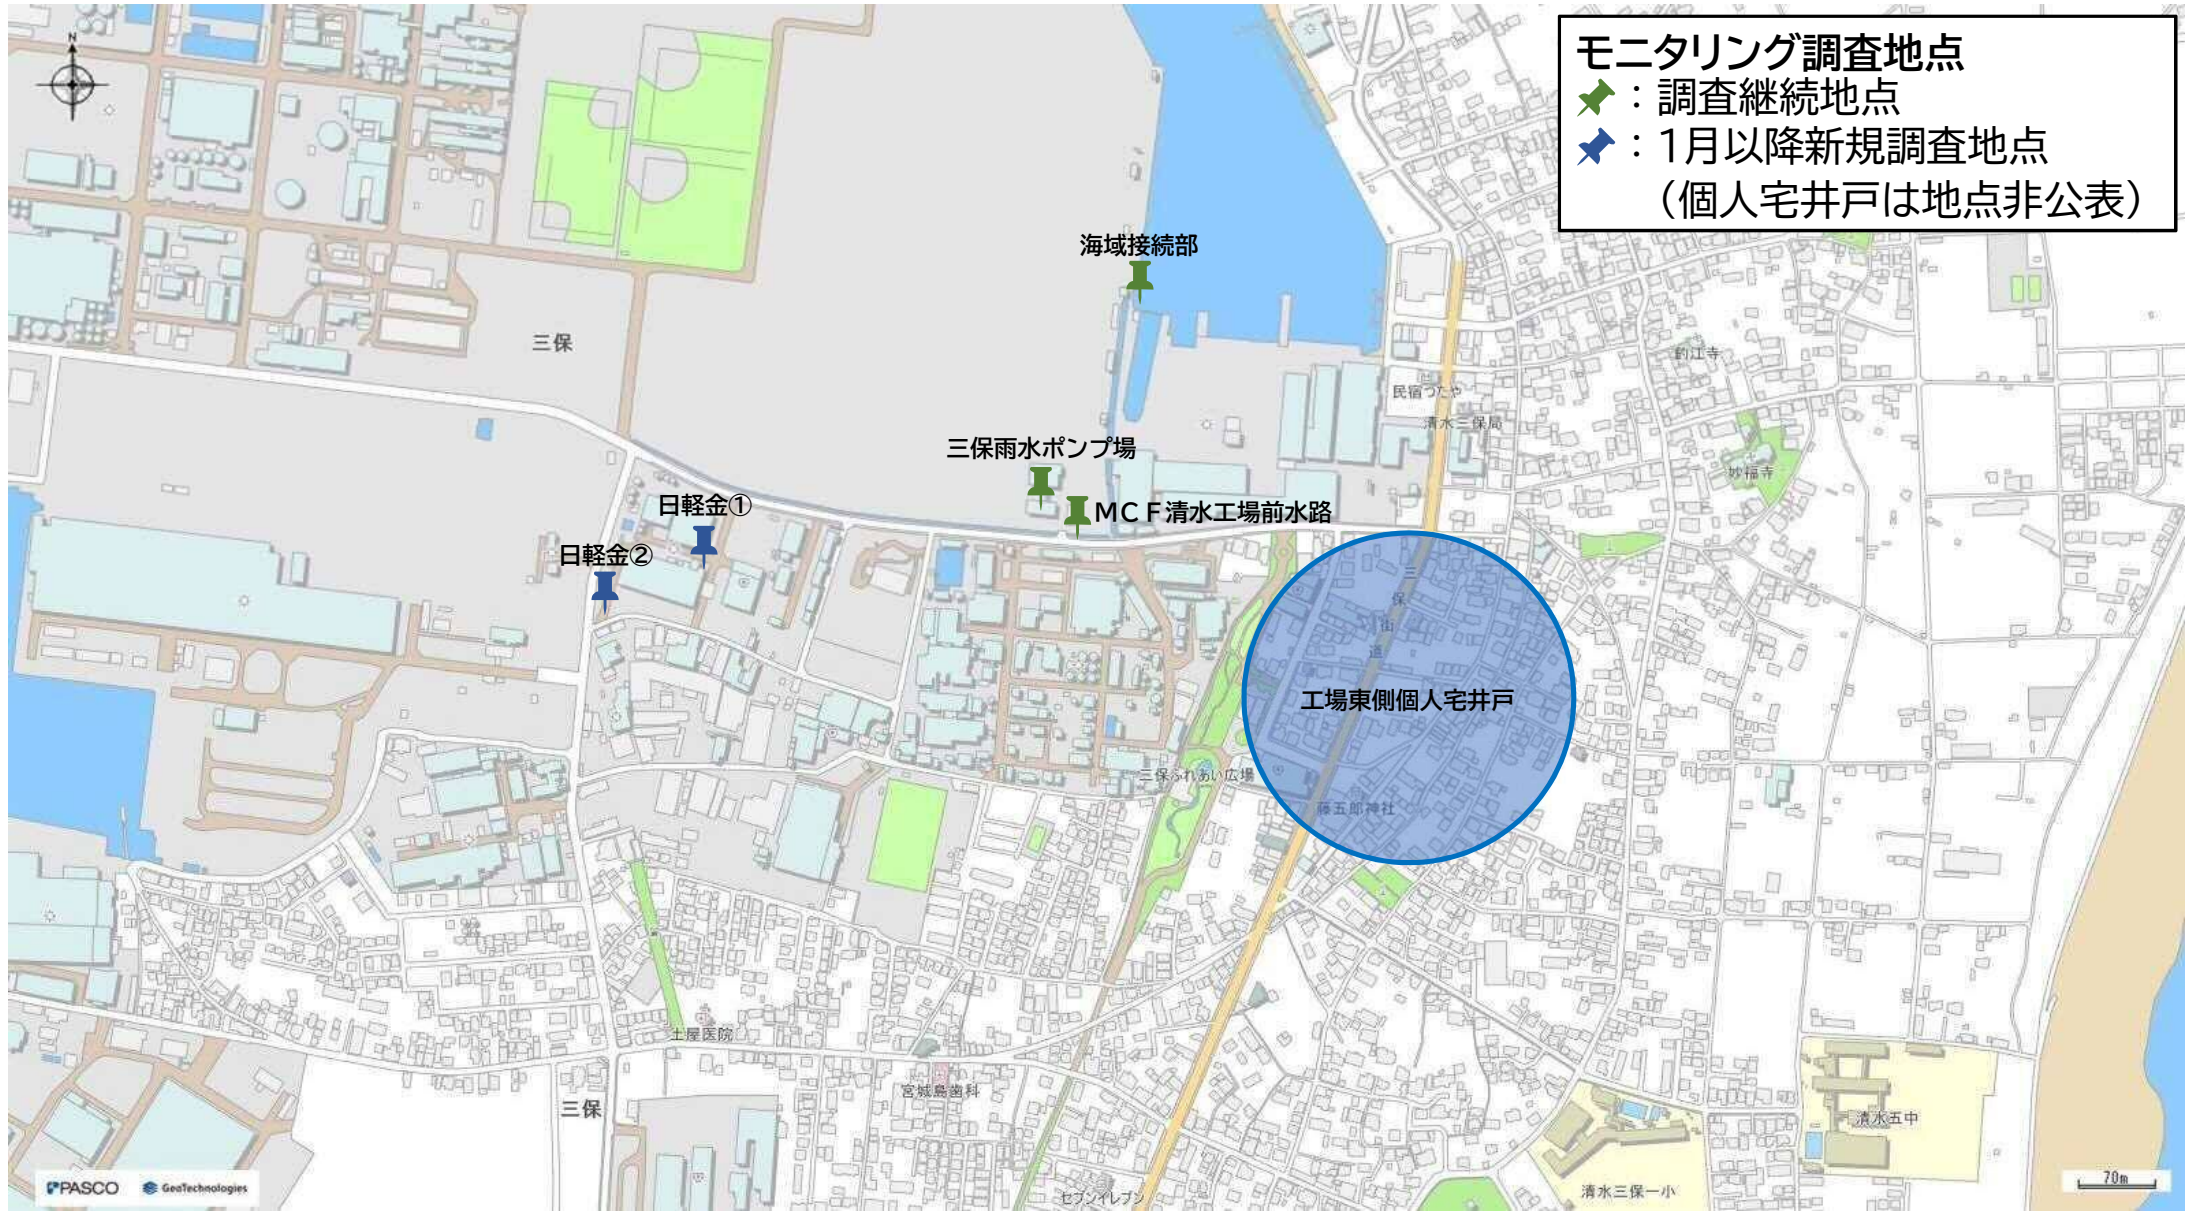 モニタリング調査地点
：調査継続地点
：1月以降新規調査地点
（個人宅井戸は地点非公表）
N
海域接続部
三保
釣江寺
民宿つたや
清水三保局
三保雨水ポンプ場
妙福寺
日軽金①
MCF清水工場前水路
日軽金②
三保街道
工場東側個人宅井戸
三保ふれあい広場
藤五郎神社
土屋医院
宮城島歯科
三保
清水五中
セブンイレブン
清水三保一小
PASCO
GeoTechnologies
70m